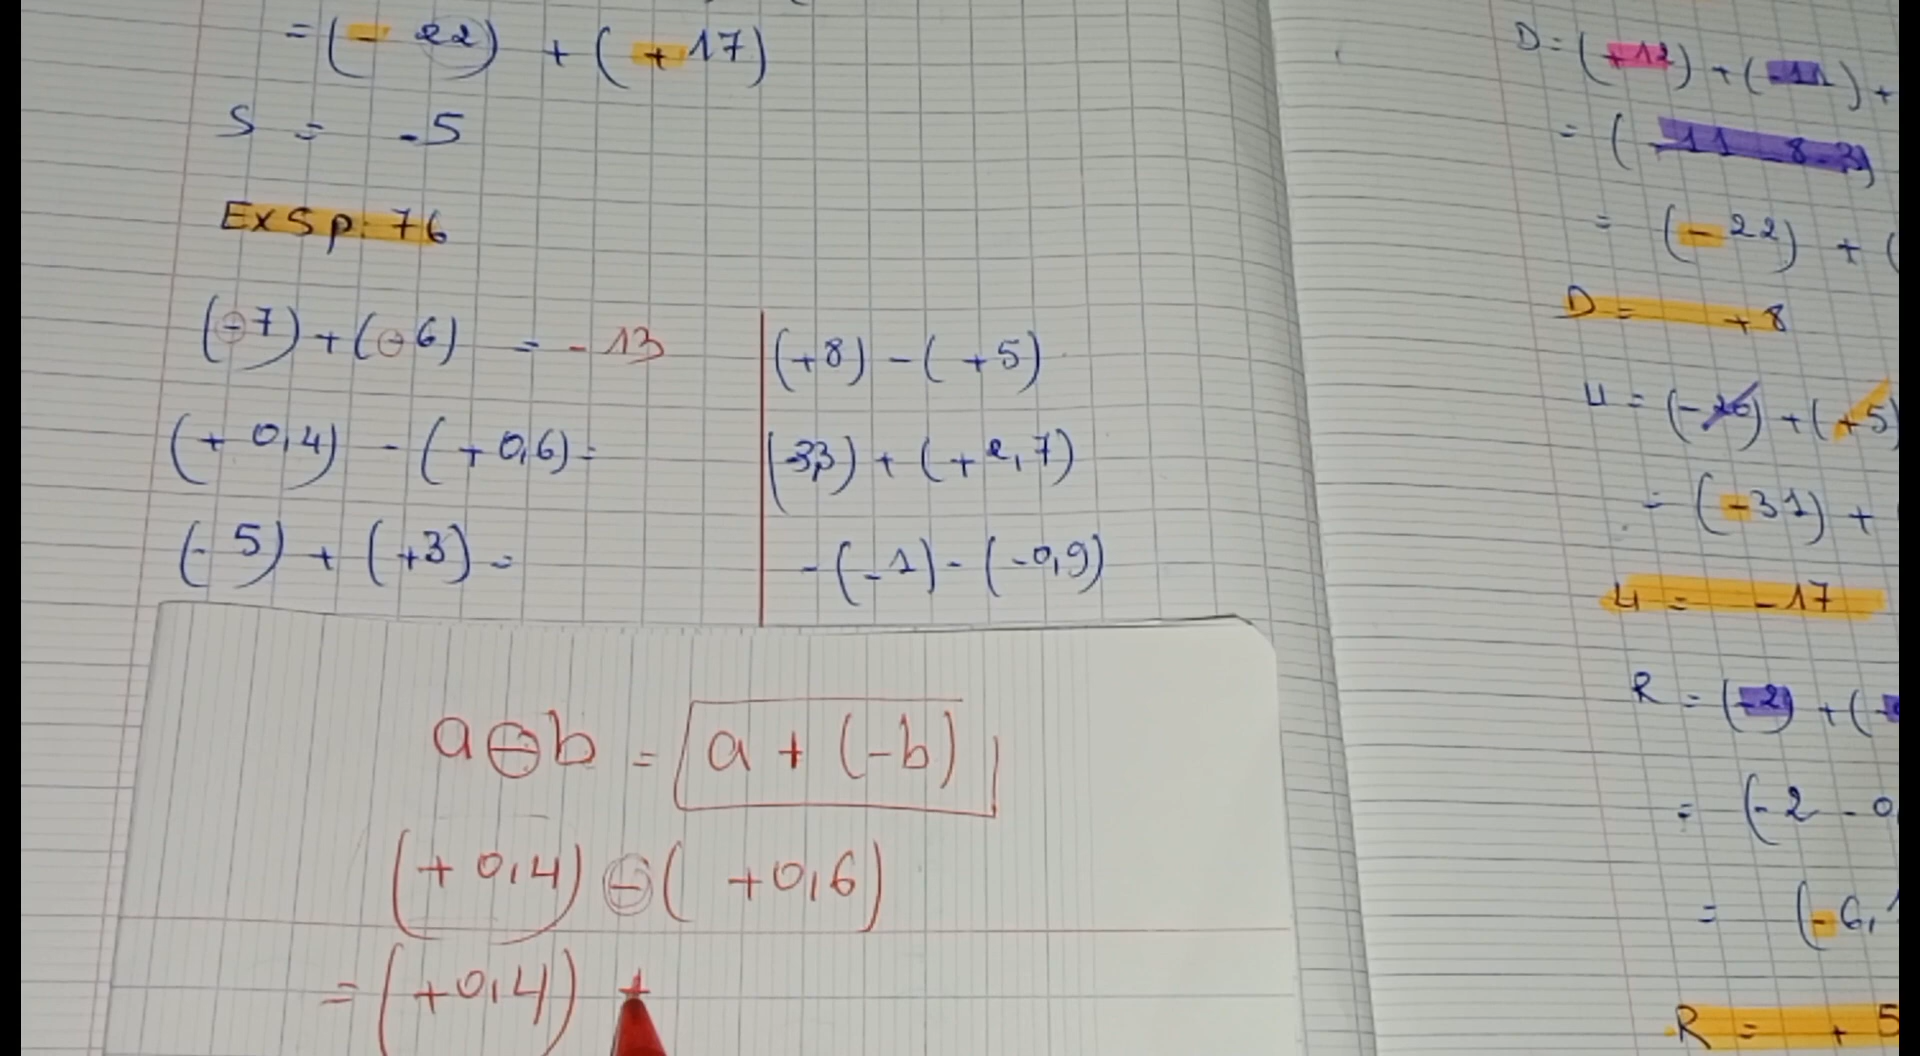 = (- 22) + (+17)
S = -5
Ex 5 p: 76
(-7) + (-6) = -13
(+0,4) - (+0,6) =
(-5) + (+3) =
(+8) - (+5)
(-3,3) + (+2,7)
-(-1) - (-0,9)
a - b = a + (-b)
(+0,4) - (+0,6)
= (+0,4) +
D = (+12) + (-11) +
= (-11 -8 -3)
= (-22) + (
D = +8
U = (-26) + (+5)
= (-31) +
U = -17
R = (-2) + (-
= (-2 - 0,
= (-6,
R = +5